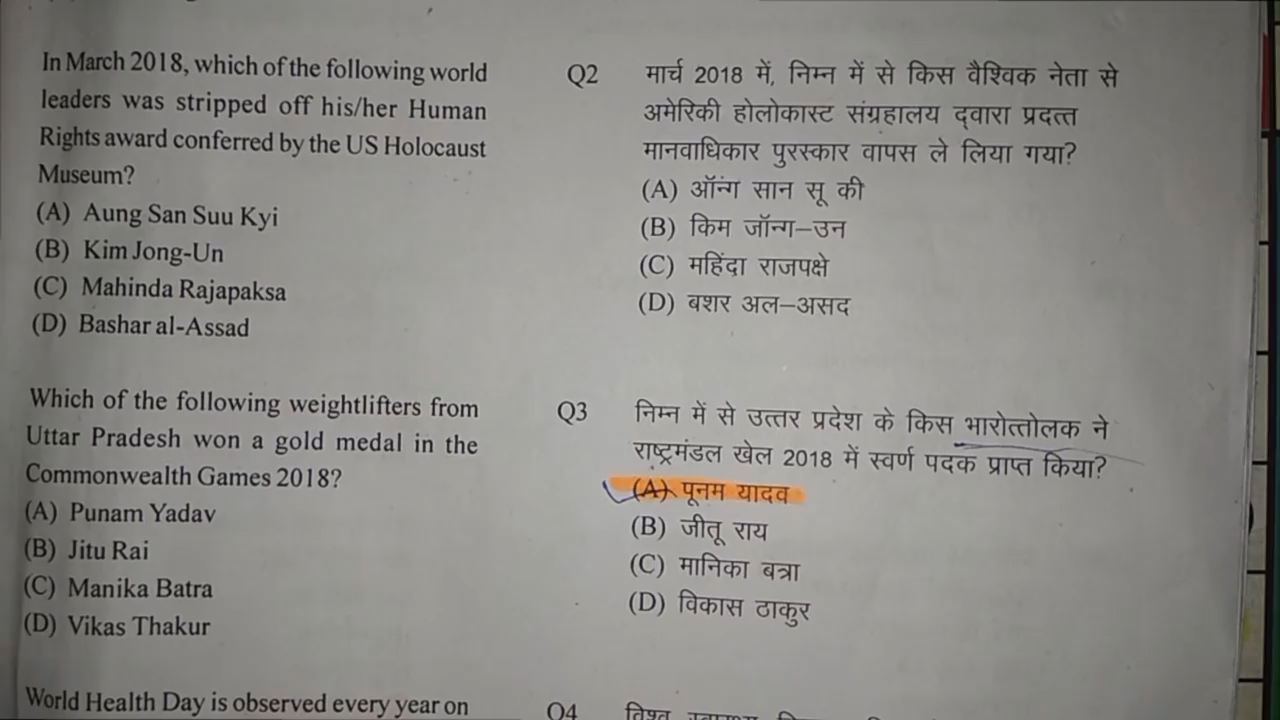 In March 2018, which of the following world
leaders was stripped off his/her Human
Rights award conferred by the US Holocaust
Museum?
(A) Aung San Suu Kyi
(B) Kim Jong-Un
(C) Mahinda Rajapaksa
(D) Bashar al-Assad
Which of the following weightlifters from
Uttar Pradesh won a gold medal in the
Commonwealth Games 2018?
(A) Punam Yadav
(B) Jitu Rai
(C) Manika Batra
(D) Vikas Thakur
World Health Day is observed every year on
Q2 मार्च 2018 में, निम्न में से किस वैश्विक नेता से
अमेरिकी होलोकास्ट संग्रहालय द्वारा प्रदत्त
मानवाधिकार पुरस्कार वापस ले लिया गया?
(A) ऑन्ग सान सू की
(B) किम जॉन्ग–उन
(C) महिंद्रा राजपक्षे
(D) बशर अल–असद
Q3 निम्न में से उत्तर प्रदेश के किस भारोत्तोलक ने
राष्ट्रमंडल खेल 2018 में स्वर्ण पदक प्राप्त किया?
(A) पूनम यादव
(B) जीतू राय
(C) मानिका बत्रा
(D) विकास ठाकुर
Q4 विश्व